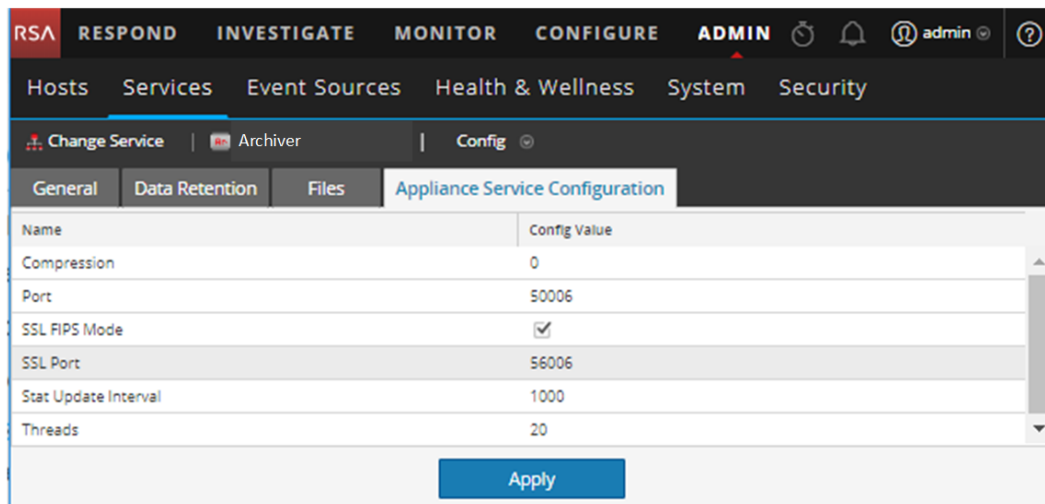 RSA RESPOND INVESTIGATE MONITOR CONFIGURE ADMIN admin ?
Hosts Services Event Sources Health & Wellness System Security
Change Service | Archiver | Config
General Data Retention Files Appliance Service Configuration
Name Config Value
Compression 0
Port 50006
SSL FIPS Mode
SSL Port 56006
Stat Update Interval 1000
Threads 20
Apply